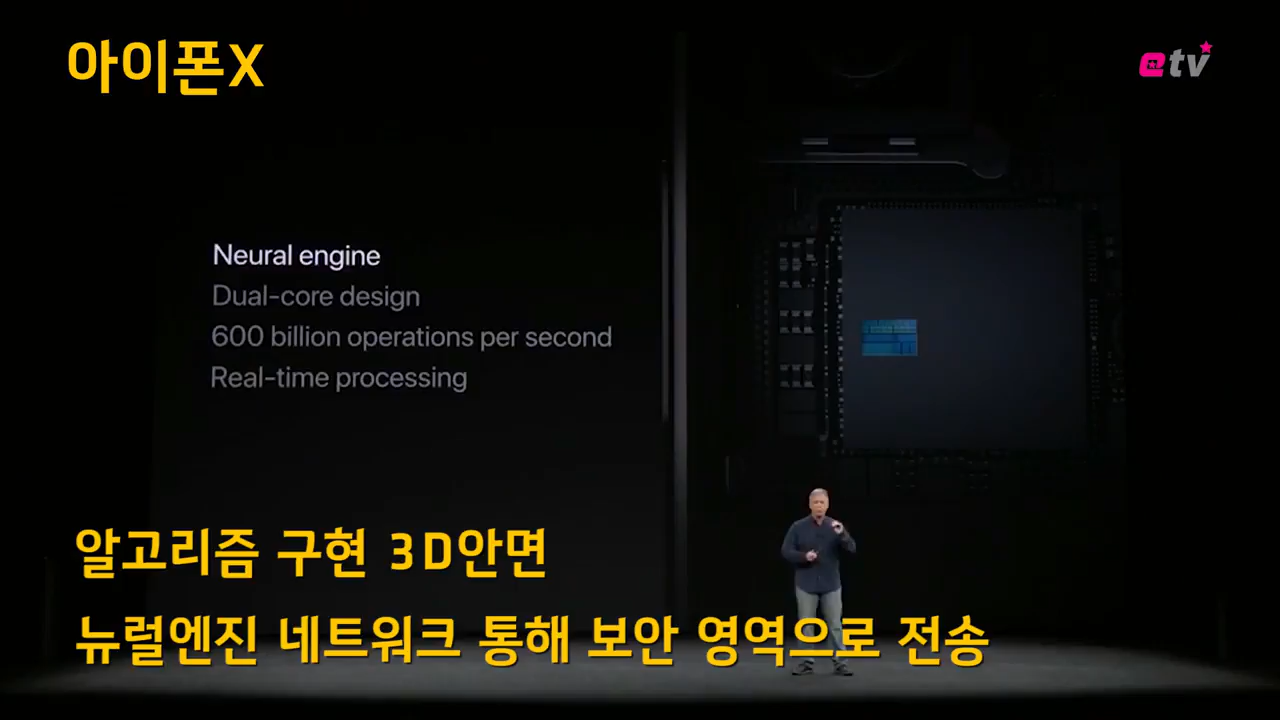 아이폰X
etv
Neural engine
Dual-core design
600 billion operations per second
Real-time processing
알고리즘 구현 3D안면
뉴럴엔진 네트워크 통해 보안 영역으로 전송